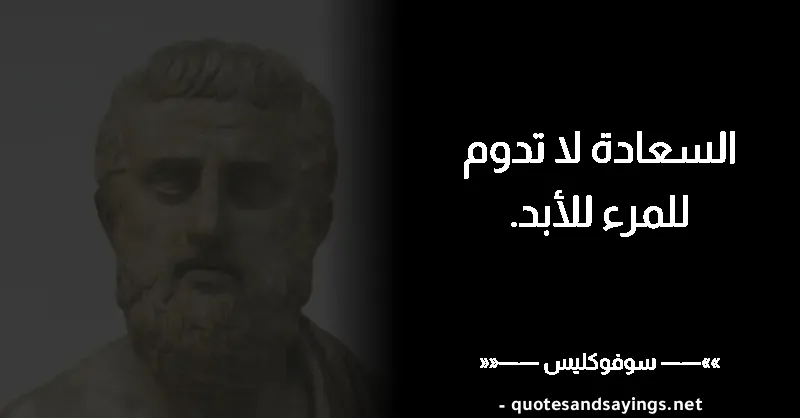 السعادة لا تدوم
للمرء للأبد.
»»—— سوفوكليس ——««
- quotesandsayings.net